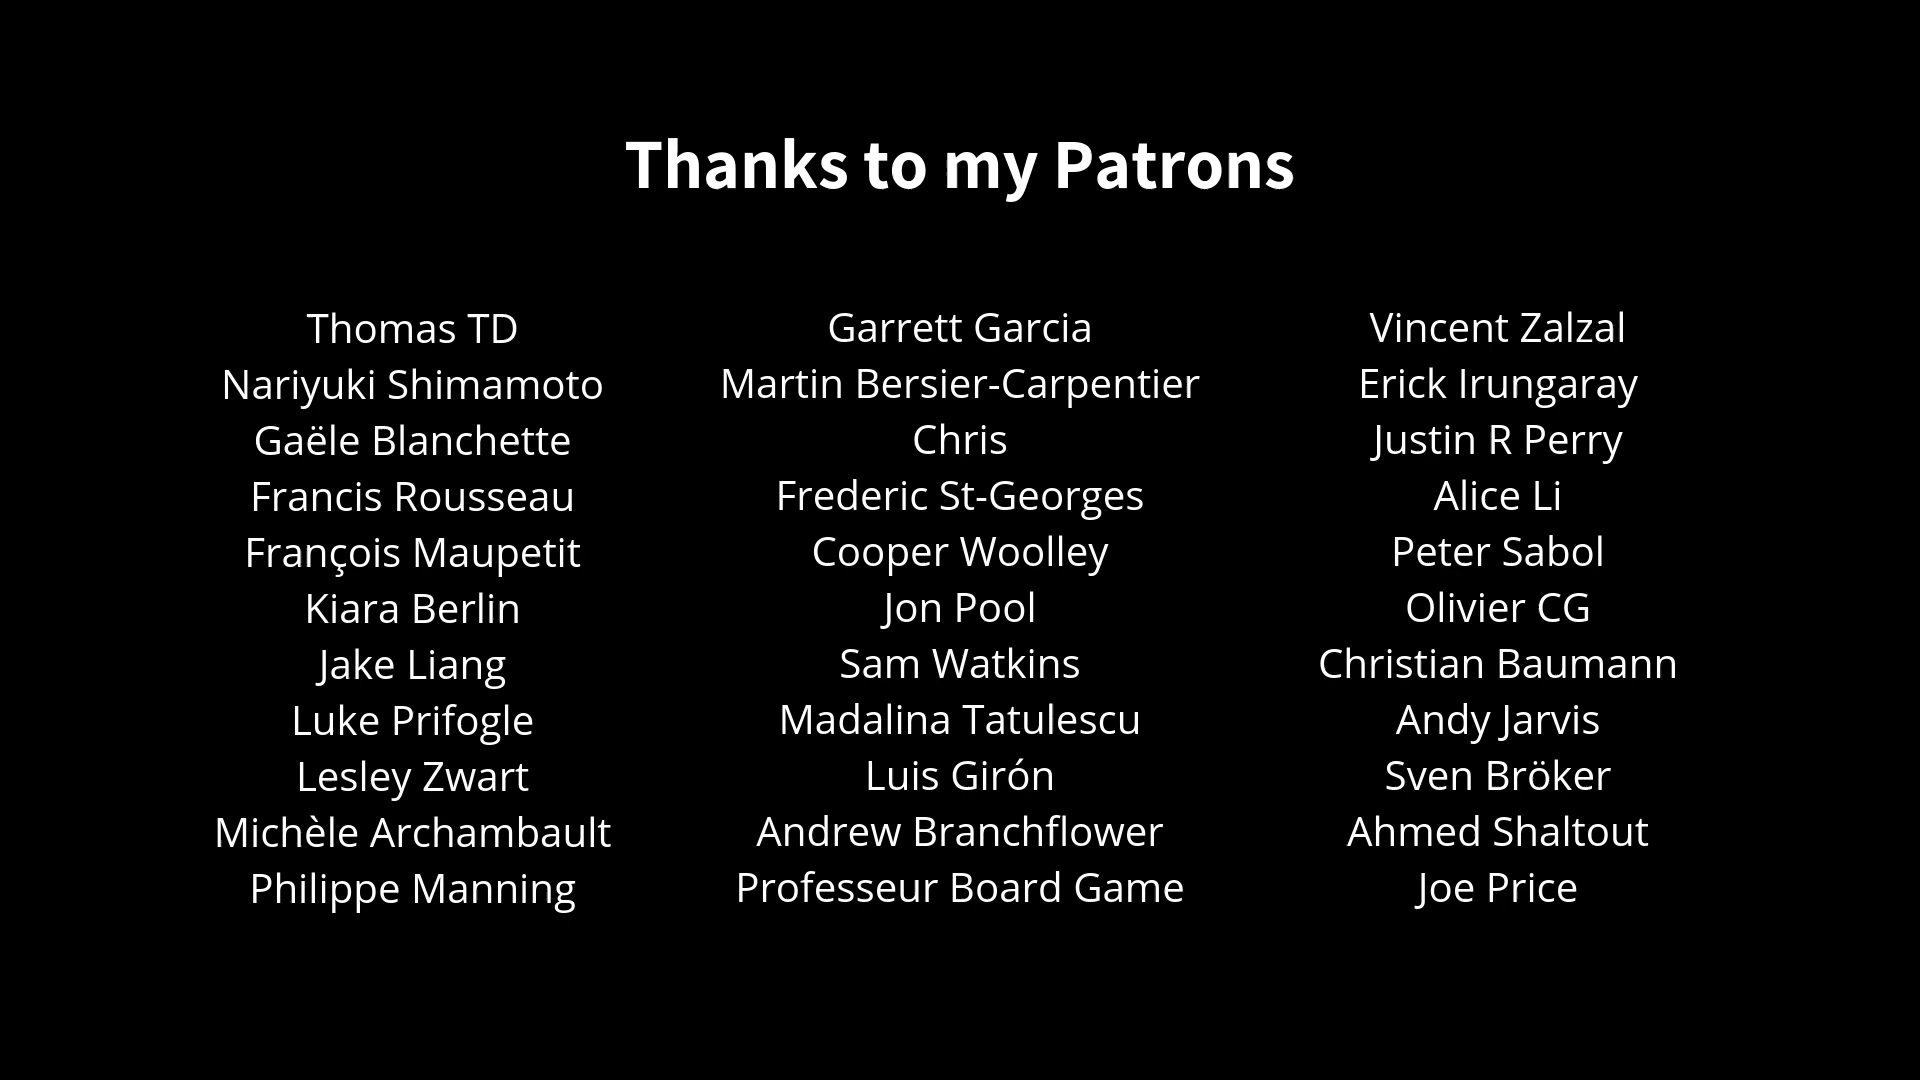 Thanks to my Patrons
Thomas TD
Nariyuki Shimamoto
Gaële Blanchette
Francis Rousseau
François Maupetit
Kiara Berlin
Jake Liang
Luke Prifogle
Lesley Zwart
Michèle Archambault
Philippe Manning
Garrett Garcia
Martin Bersier-Carpentier
Chris
Frederic St-Georges
Cooper Woolley
Jon Pool
Sam Watkins
Madalina Tatulescu
Luis Girón
Andrew Branchflower
Professeur Board Game
Vincent Zalzal
Erick Irungaray
Justin R Perry
Alice Li
Peter Sabol
Olivier CG
Christian Baumann
Andy Jarvis
Sven Bröker
Ahmed Shaltout
Joe Price